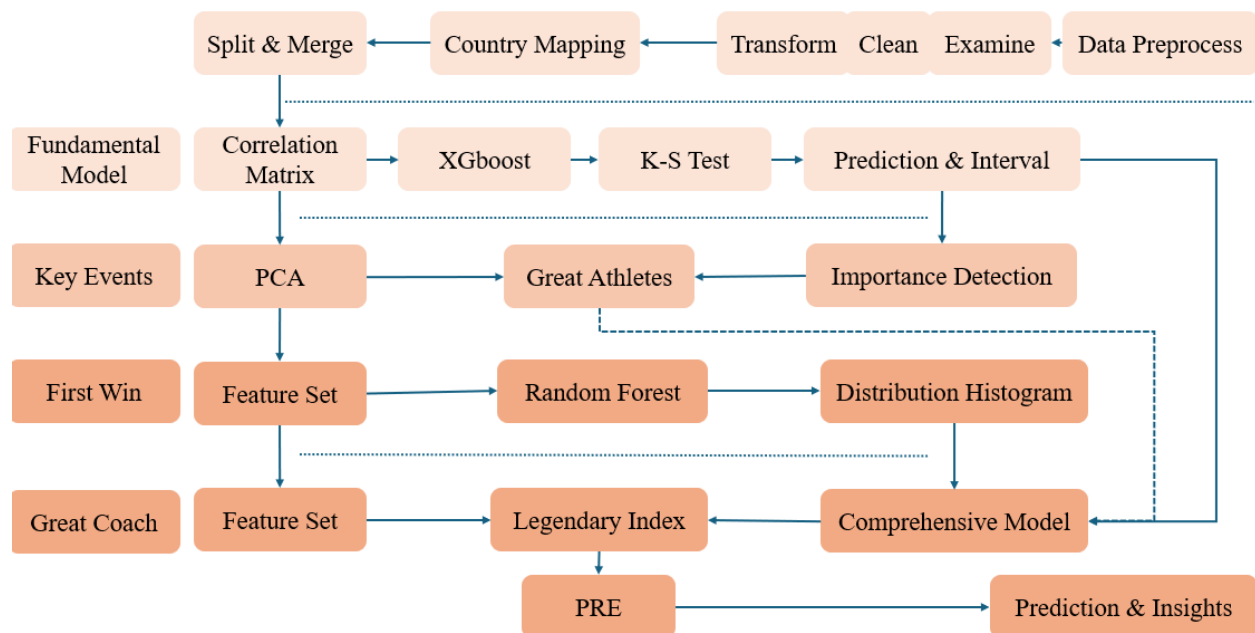 Split & Merge
Country Mapping
Transform
Clean
Examine
Data Preprocess
Fundamental
Model
Correlation
Matrix
XGboost
K-S Test
Prediction & Interval
Key Events
PCA
Great Athletes
Importance Detection
First Win
Feature Set
Random Forest
Distribution Histogram
Great Coach
Feature Set
Legendary Index
Comprehensive Model
PRE
Prediction & Insights